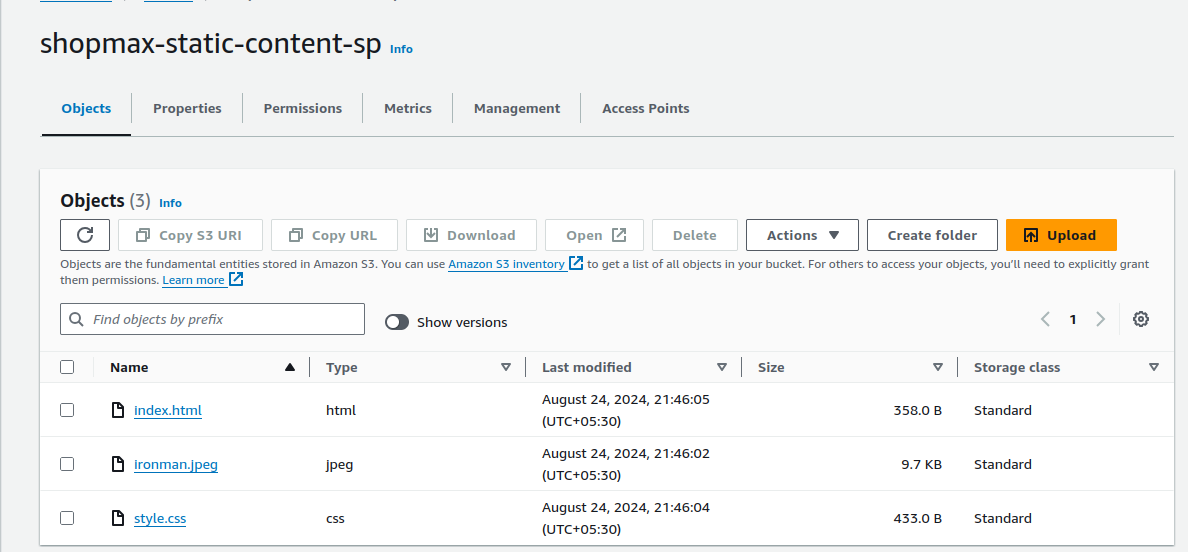 shopmax-static-content-sp Info
Objects Properties Permissions Metrics Management Access Points
Objects (3) Info
Copy S3 URI Copy URL Download Open Delete Actions Create folder Upload
Objects are the fundamental entities stored in Amazon S3. You can use Amazon S3 inventory to get a list of all objects in your bucket. For others to access your objects, you'll need to explicitly grant
them permissions. Learn more
Find objects by prefix Show versions 1
Name Type Last modified Size Storage class
index.html html August 24, 2024, 21:46:05 (UTC+05:30) 358.0 B Standard
ironman.jpeg jpeg August 24, 2024, 21:46:02 (UTC+05:30) 9.7 KB Standard
style.css css August 24, 2024, 21:46:04 (UTC+05:30) 433.0 B Standard